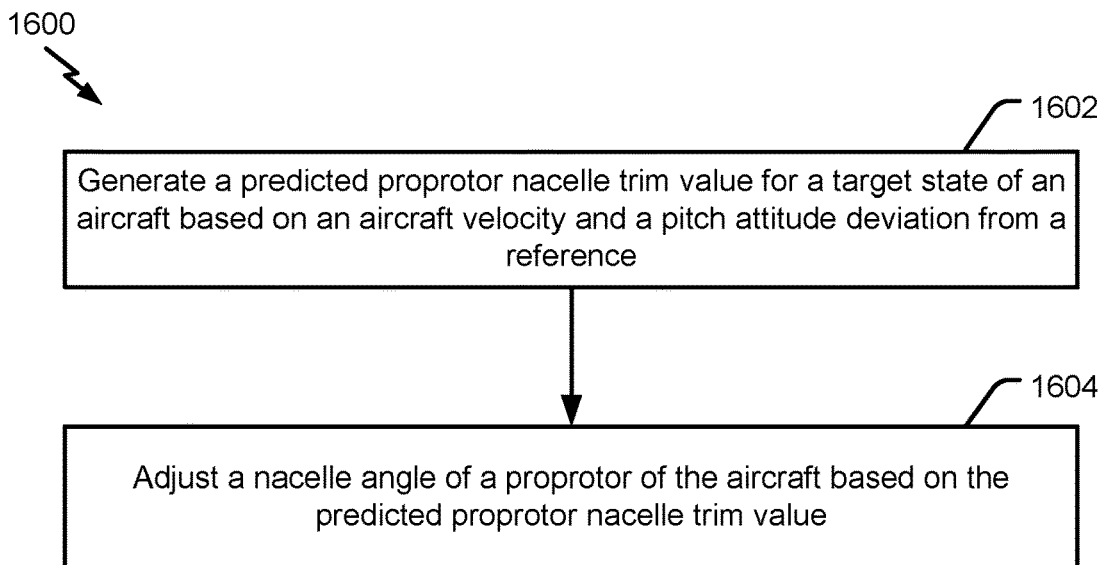 1600
1602
Generate a predicted proprotor nacelle trim value for a target state of an
aircraft based on an aircraft velocity and a pitch attitude deviation from a
reference
1604
Adjust a nacelle angle of a proprotor of the aircraft based on the
predicted proprotor nacelle trim value